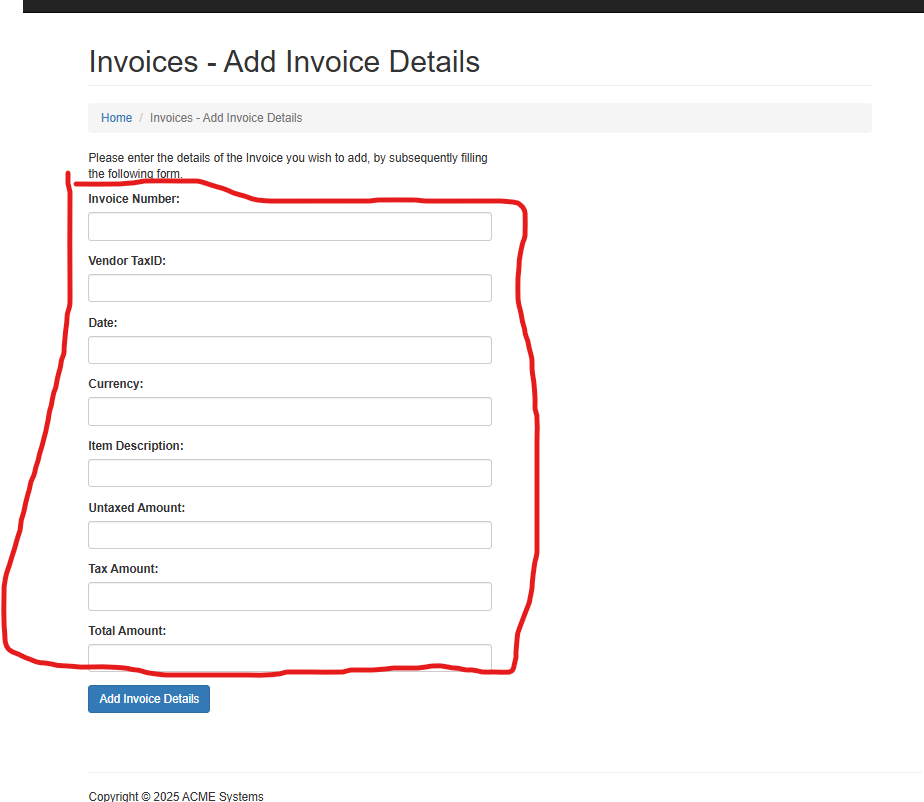 Invoices - Add Invoice Details
Home / Invoices - Add Invoice Details
Please enter the details of the Invoice you wish to add, by subsequently filling
the following form.
Invoice Number:
Vendor TaxID:
Date:
Currency:
Item Description:
Untaxed Amount:
Tax Amount:
Total Amount:
Add Invoice Details
Copyright © 2025 ACME Systems